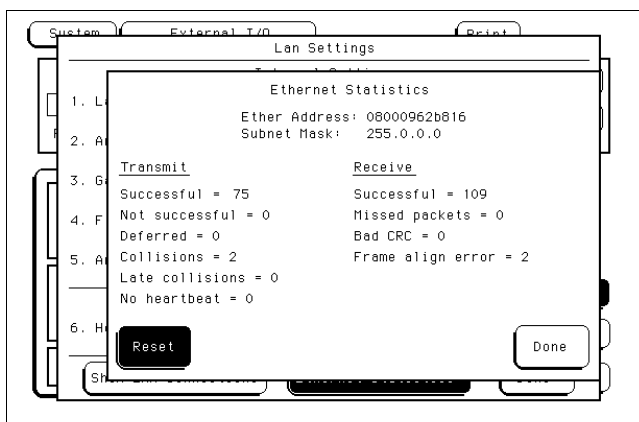 System External I/O Print
Lan Settings
Ethernet Statistics
Ether Address: 08000962b816
Subnet Mask: 255.0.0.0
Transmit
Successful = 75
Not successful = 0
Deferred = 0
Collisions = 2
Late collisions = 0
No heartbeat = 0
Receive
Successful = 109
Missed packets = 0
Bad CRC = 0
Frame align error = 2
1.
2.
3.
4.
5.
6.
Reset
Done